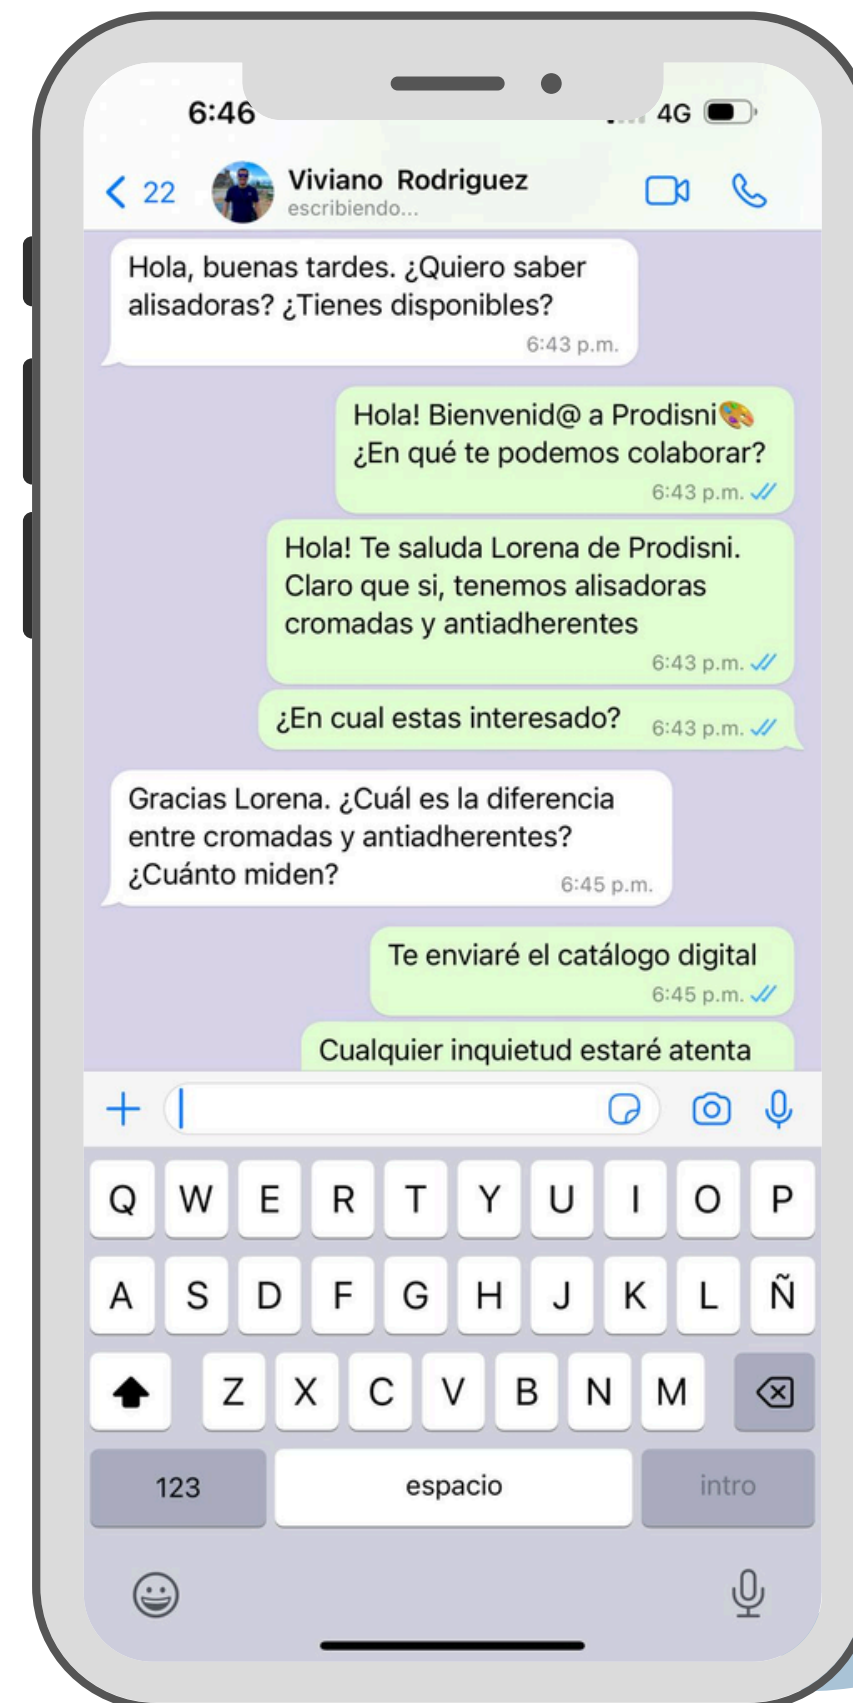 6:46
4G
22
Viviano Rodriguez
escribiendo...
Hola, buenas tardes. ¿Quiero saber
alisadoras? ¿Tienes disponibles?
6:43 p.m.
Hola! Bienvenid@ a Prodisni🎨
¿En qué te podemos colaborar?
6:43 p.m.
Hola! Te saluda Lorena de Prodisni.
Claro que si, tenemos alisadoras
cromadas y antiadherentes
6:43 p.m.
¿En cual estas interesado? 6:43 p.m.
Gracias Lorena. ¿Cuál es la diferencia
entre cromadas y antiadherentes?
¿Cuánto miden?
6:45 p.m.
Te enviaré el catálogo digital
6:45 p.m.
Cualquier inquietud estaré atenta
Q W E R T Y U I O P
A S D F G H J K L Ñ
Z X C V B N M
123 espacio intro